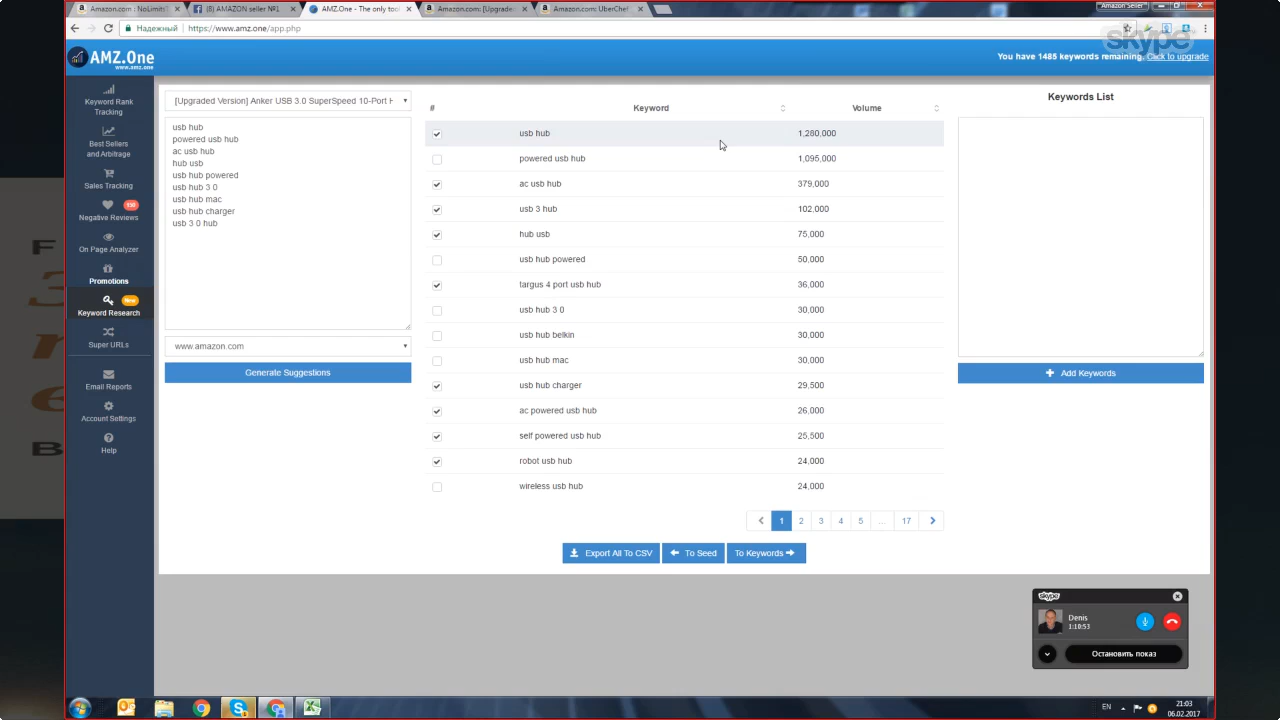 Amazon.com : NoLimits
(8) AMAZON seller №1
AMZ.One - The only too
Amazon.com: [Upgrade
Amazon.com: UberChef
Amazon Seller
Надежный
https://www.amz.one/app.php
skype
AMZ.One
www.amz.one
You have 1485 keywords remaining. Click to upgrade
Keyword Rank
Tracking
Best Sellers
and Arbitrage
Sales Tracking
130
Negative Reviews
On Page Analyzer
Promotions
New
Keyword Research
Super URLs
Email Reports
Account Settings
Help
[Upgraded Version] Anker USB 3.0 SuperSpeed 10-Port H
usb hub
powered usb hub
ac usb hub
hub usb
usb hub powered
usb hub 3 0
usb hub mac
usb hub charger
usb 3 0 hub
www.amazon.com
Generate Suggestions
# Keyword Volume
usb hub 1,280,000
powered usb hub 1,095,000
ac usb hub 379,000
usb 3 hub 102,000
hub usb 75,000
usb hub powered 50,000
targus 4 port usb hub 36,000
usb hub 3 0 30,000
usb hub belkin 30,000
usb hub mac 30,000
usb hub charger 29,500
ac powered usb hub 26,000
self powered usb hub 25,500
robot usb hub 24,000
wireless usb hub 24,000
1 2 3 4 5 ... 17
Export All To CSV
To Seed
To Keywords
Keywords List
Add Keywords
skype
Denis
1:10:53
Остановить показ
EN
21:03
06.02.2017